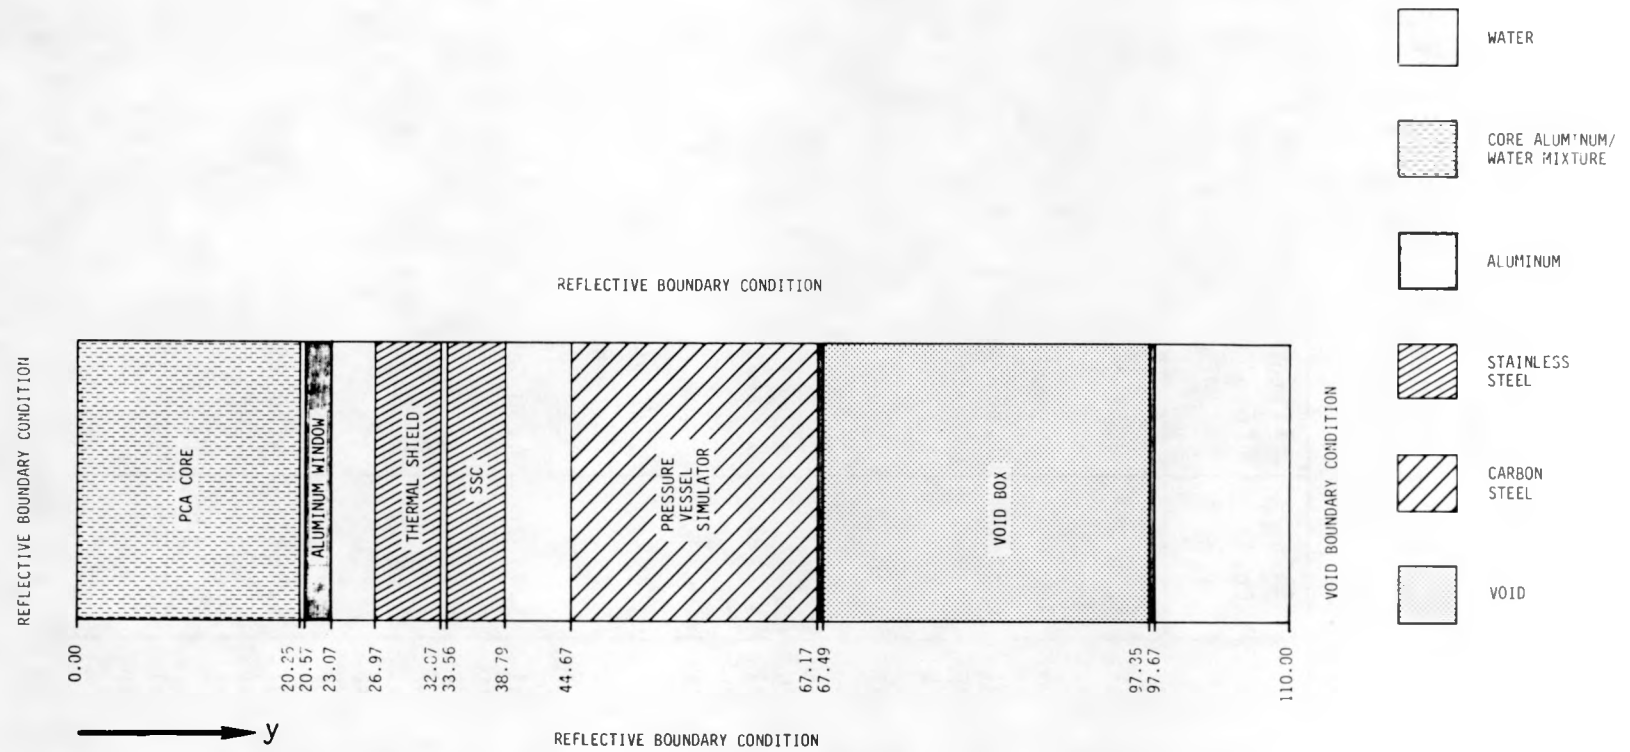 WATER
CORE ALUMINUM/
WATER MIXTURE
ALUMINUM
STAINLESS
STEEL
CARBON
STEEL
VOID
REFLECTIVE BOUNDARY CONDITION
REFLECTIVE BOUNDARY CONDITION
PCA CORE
ALUMINUM WINDOW
THERMAL SHIELD
SSC
PRESSURE
VESSEL
SIMULATOR
VOID BOX
VOID BOUNDARY CONDITION
0.00
20.25
20.57
23.07
26.97
32.07
33.56
38.79
44.67
67.17
67.49
97.35
97.67
110.00
y
REFLECTIVE BOUNDARY CONDITION